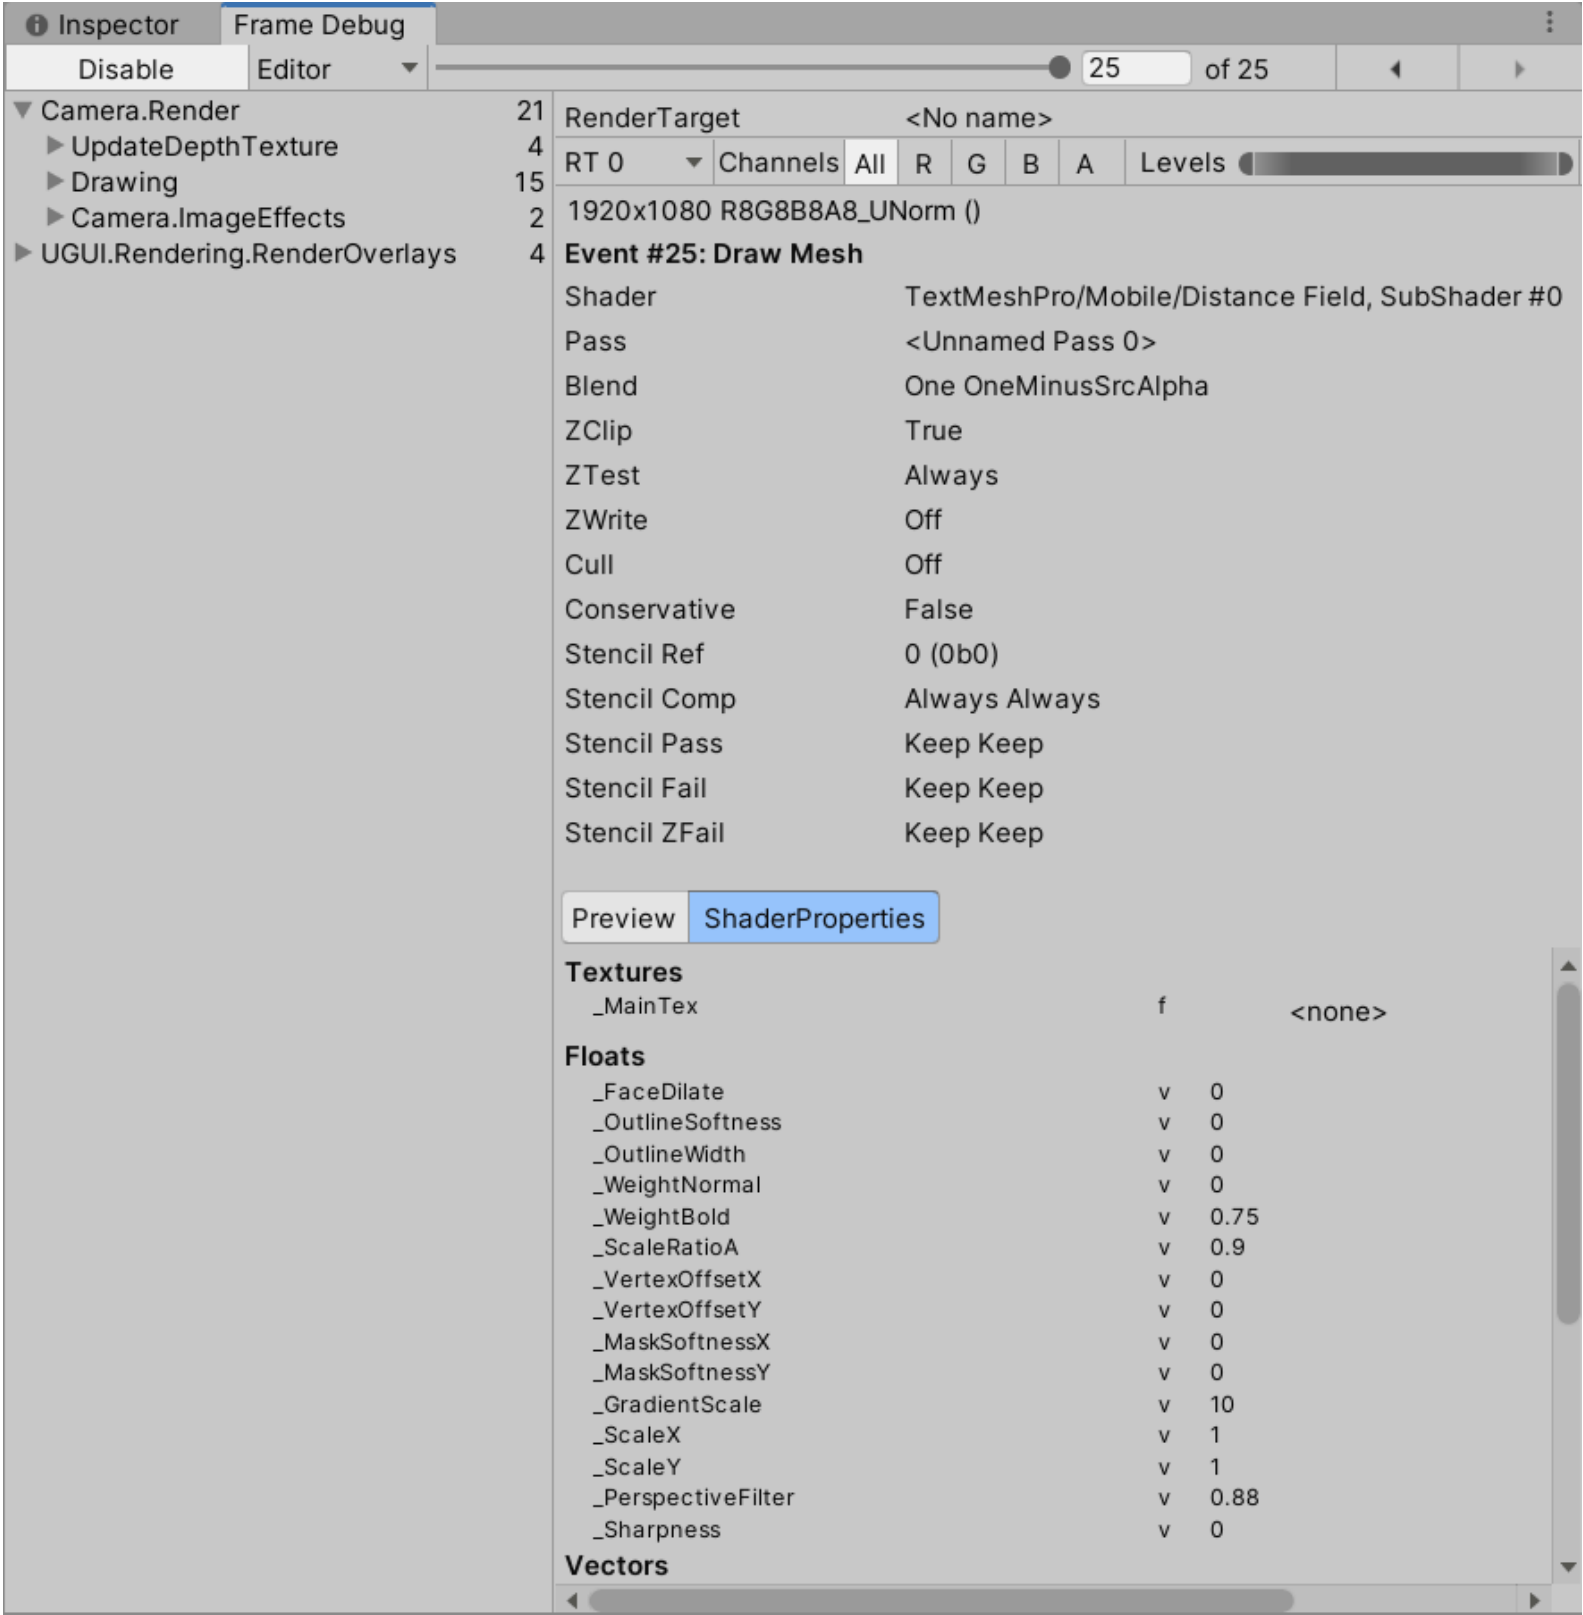 Inspector Frame Debug
Disable Editor 25 of 25
Camera.Render 21
UpdateDepthTexture 4
Drawing 15
Camera.ImageEffects 2
UGUI.Rendering.RenderOverlays 4
RenderTarget <No name>
RT 0 Channels All R G B A Levels
1920x1080 R8G8B8A8_UNorm ()
Event #25: Draw Mesh
Shader TextMeshPro/Mobile/Distance Field, SubShader #0
Pass <Unnamed Pass 0>
Blend One OneMinusSrcAlpha
ZClip True
ZTest Always
ZWrite Off
Cull Off
Conservative False
Stencil Ref 0 (0b0)
Stencil Comp Always Always
Stencil Pass Keep Keep
Stencil Fail Keep Keep
Stencil ZFail Keep Keep
Preview ShaderProperties
Textures
_MainTex f <none>
Floats
_FaceDilate v 0
_OutlineSoftness v 0
_OutlineWidth v 0
_WeightNormal v 0
_WeightBold v 0.75
_ScaleRatioA v 0.9
_VertexOffsetX v 0
_VertexOffsetY v 0
_MaskSoftnessX v 0
_MaskSoftnessY v 0
_GradientScale v 10
_ScaleX v 1
_ScaleY v 1
_PerspectiveFilter v 0.88
_Sharpness v 0
Vectors